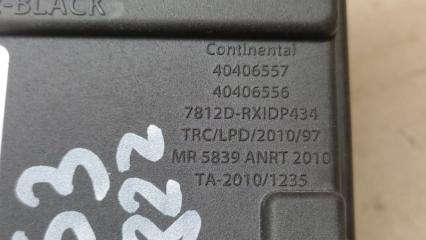 -BLACK
Continental
40406557
40406556
7812D-RXIDP434
TRC/LPD/2010/97
MR 5839 ANRT 2010
TA-2010/1235